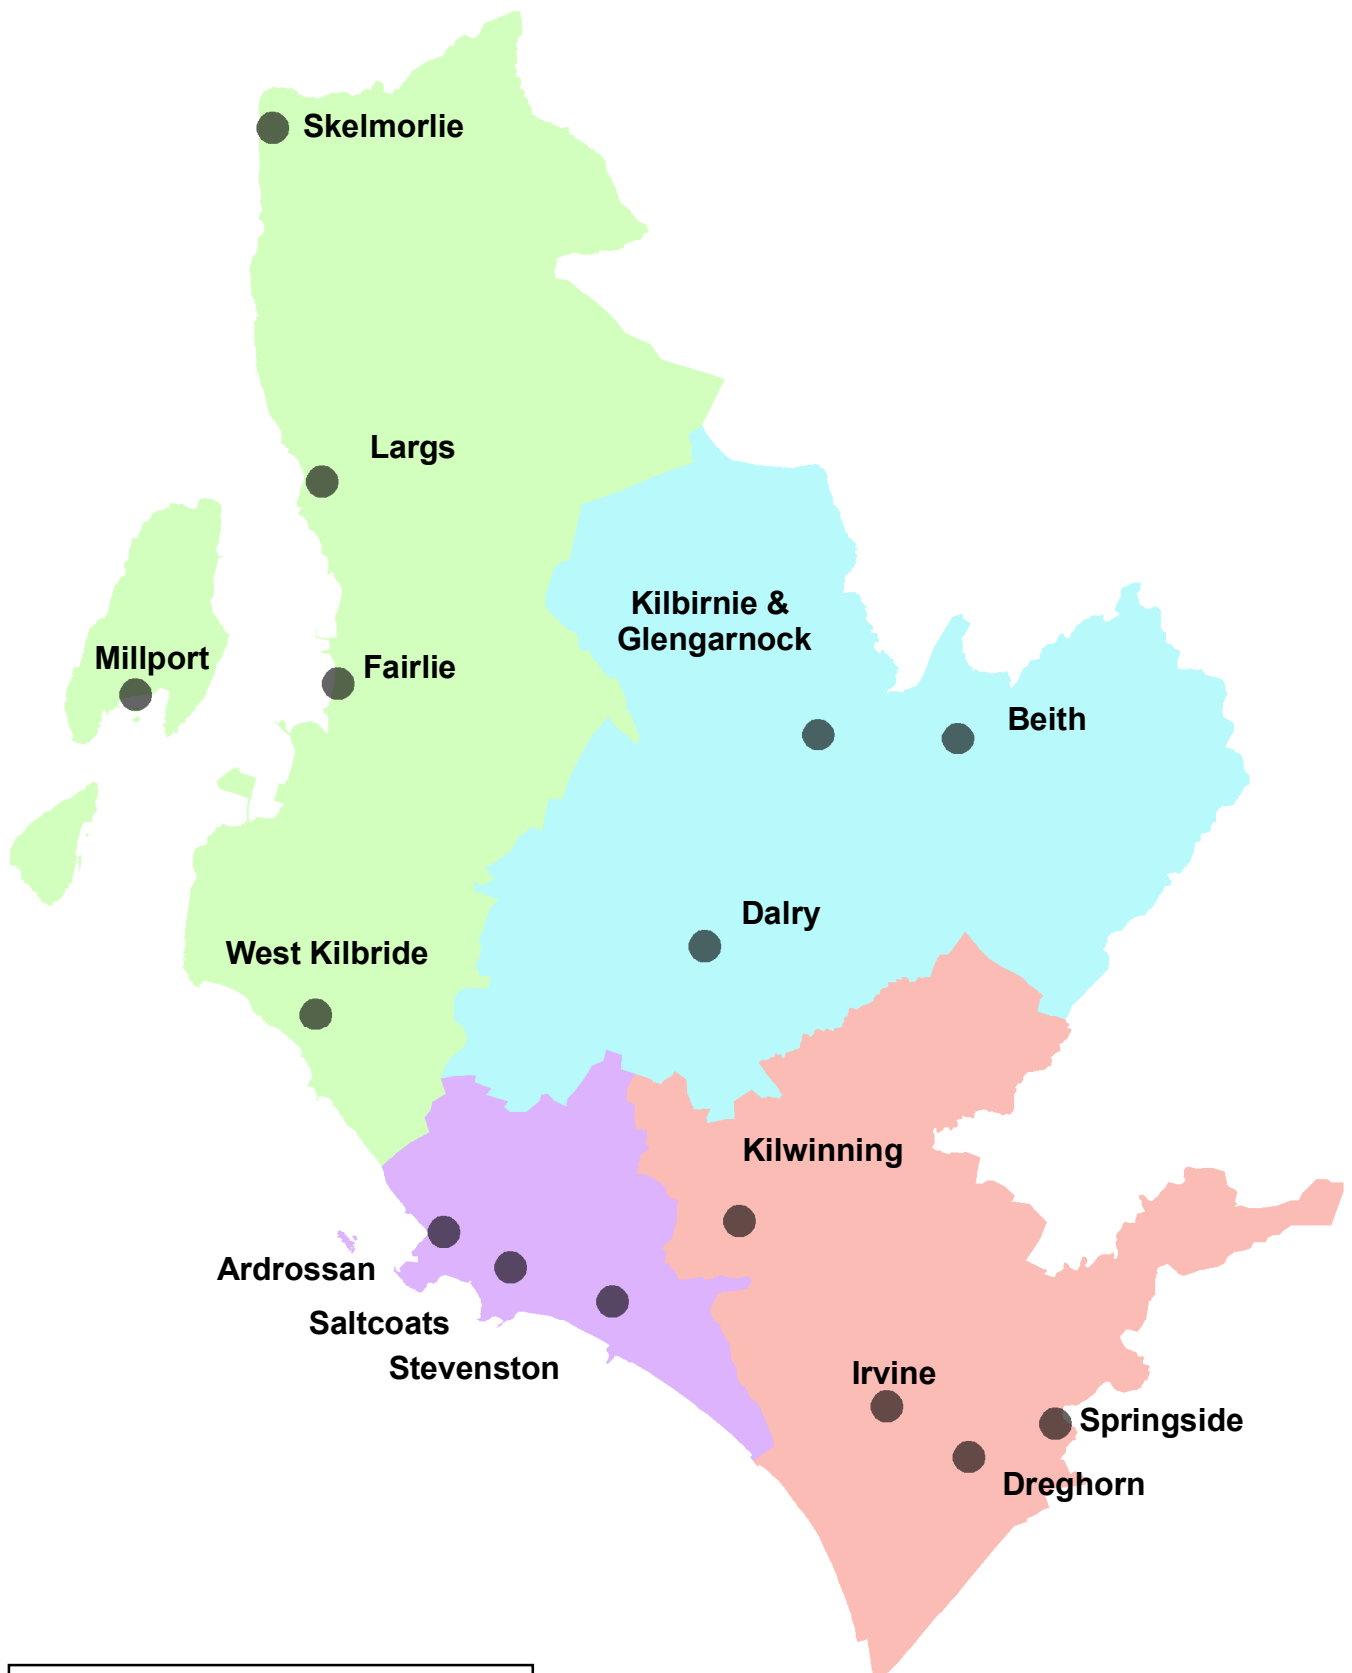 Skelmorlie
Largs
Kilbirnie &
Glengarnock
Millport
Fairlie
Beith
Dalry
West Kilbride
Kilwinning
Ardrossan
Saltcoats
Stevenston
Irvine
Springside
Dreghorn